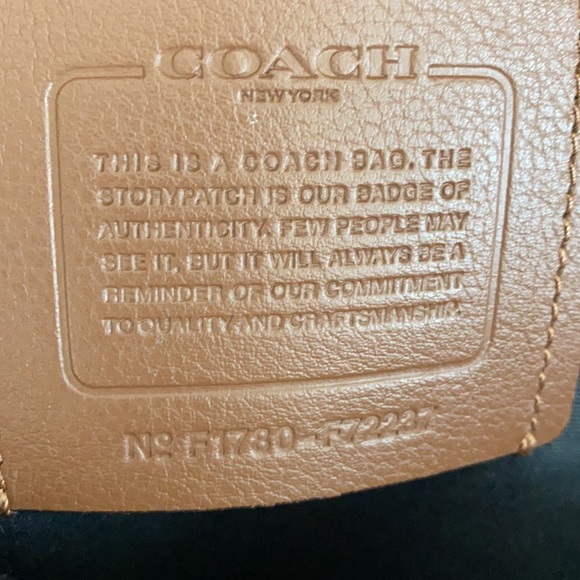 COACH
NEW YORK
THIS IS A COACH BAG. THE
STORYPATCH IS OUR BADGE OF
AUTHENTICITY. FEW PEOPLE MAY
SEE IT, BUT IT WILL ALWAYS BE A
REMINDER OF OUR COMMITMENT
TO QUALITY AND CRAFTSMANSHIP.
Nº F1780-F72237